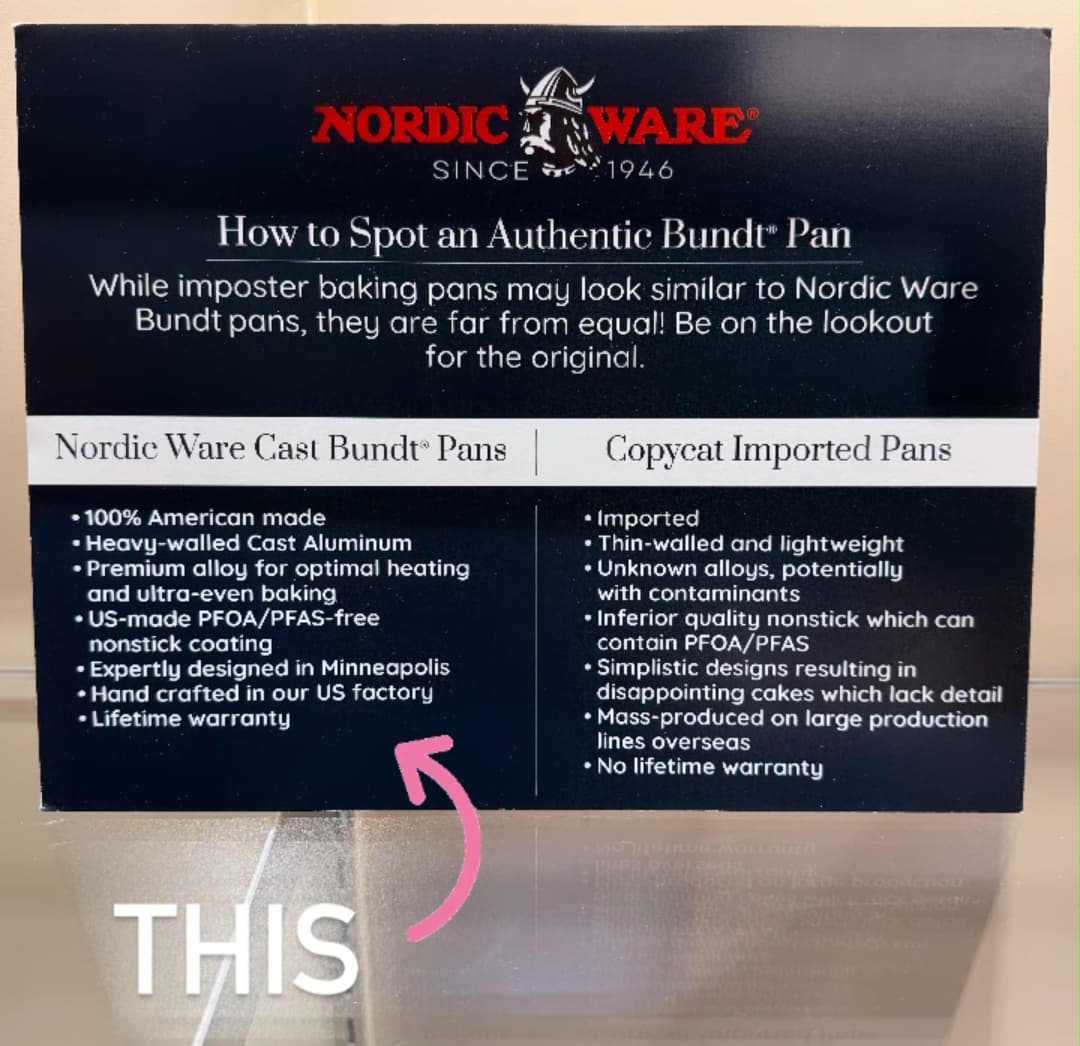 NORDIC WARE®
SINCE 1946
How to Spot an Authentic Bundt® Pan
While imposter baking pans may look similar to Nordic Ware
Bundt pans, they are far from equal! Be on the lookout
for the original.
Nordic Ware Cast Bundt® Pans
• 100% American made
• Heavy-walled Cast Aluminum
• Premium alloy for optimal heating
and ultra-even baking
• US-made PFOA/PFAS-free
nonstick coating
• Expertly designed in Minneapolis
• Hand crafted in our US factory
• Lifetime warranty
Copycat Imported Pans
• Imported
• Thin-walled and lightweight
• Unknown alloys, potentially
with contaminants
• Inferior quality nonstick which can
contain PFOA/PFAS
• Simplistic designs resulting in
disappointing cakes which lack detail
• Mass-produced on large production
lines overseas
• No lifetime warranty
THIS